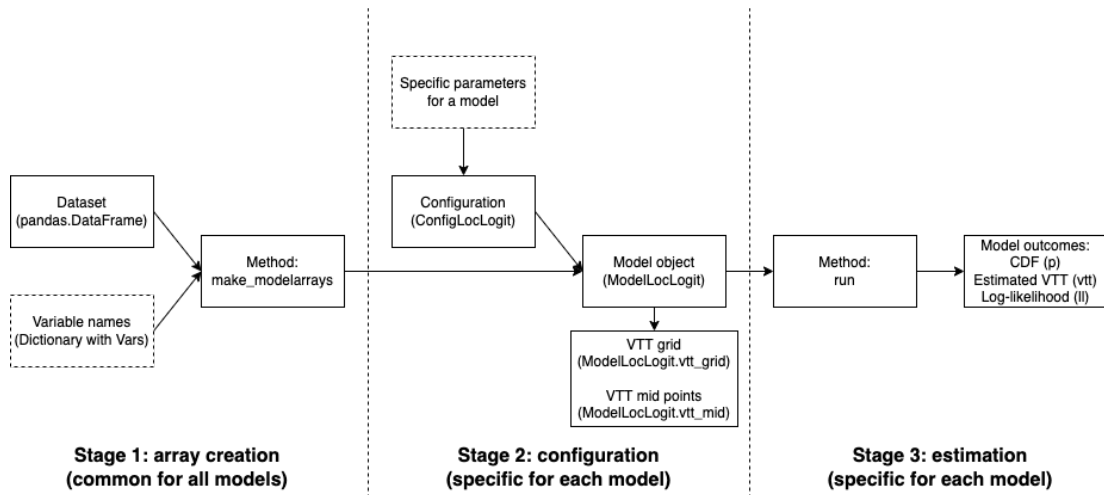 Specific parameters
for a model
Dataset
(pandas.DataFrame)
Configuration
(ConfigLocLogit)
Method:
make_modelarrays
Variable names
(Dictionary with Vars)
Model object
(ModelLocLogit)
VTT grid
(ModelLocLogit.vtt_grid)
VTT mid points
(ModelLocLogit.vtt_mid)
Method:
run
Model outcomes:
CDF (p)
Estimated VTT (vtt)
Log-likelihood (ll)
Stage 1: array creation
(common for all models)
Stage 2: configuration
(specific for each model)
Stage 3: estimation
(specific for each model)